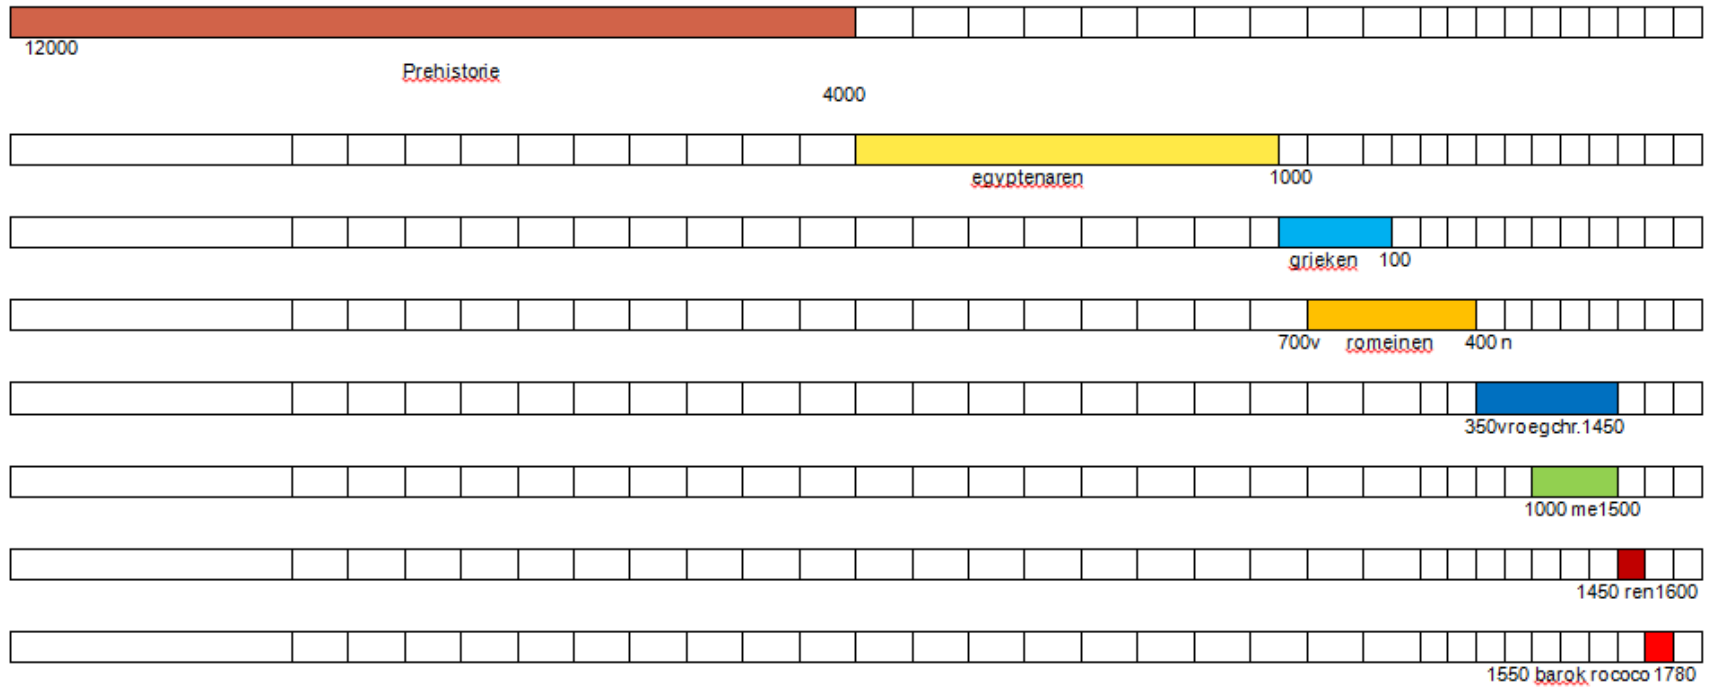 12000
Prehistorie
4000
egyptenaren 1000
grieken 100
700v romeinen 400 n
350vroegchr.1450
1000 me1500
1450 ren1600
1550 barok rococo 1780